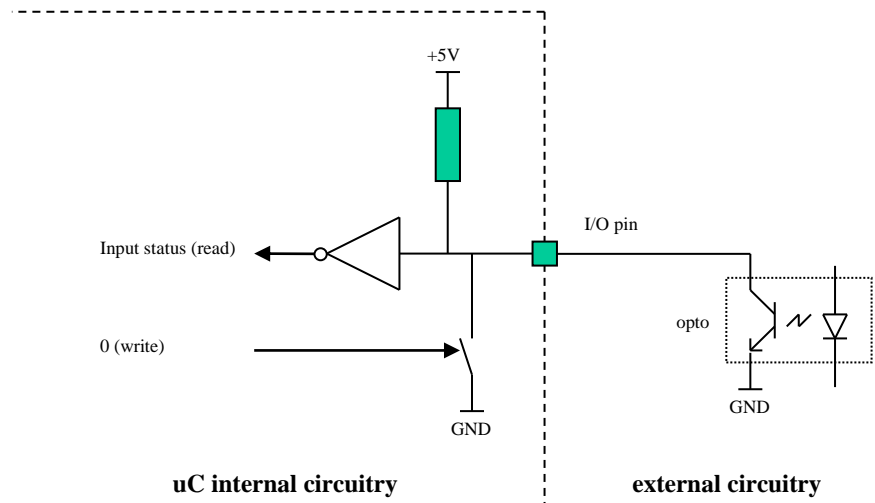 +5V
I/O pin
Input status (read)
opto
0 (write)
GND
GND
uC internal circuitry
external circuitry